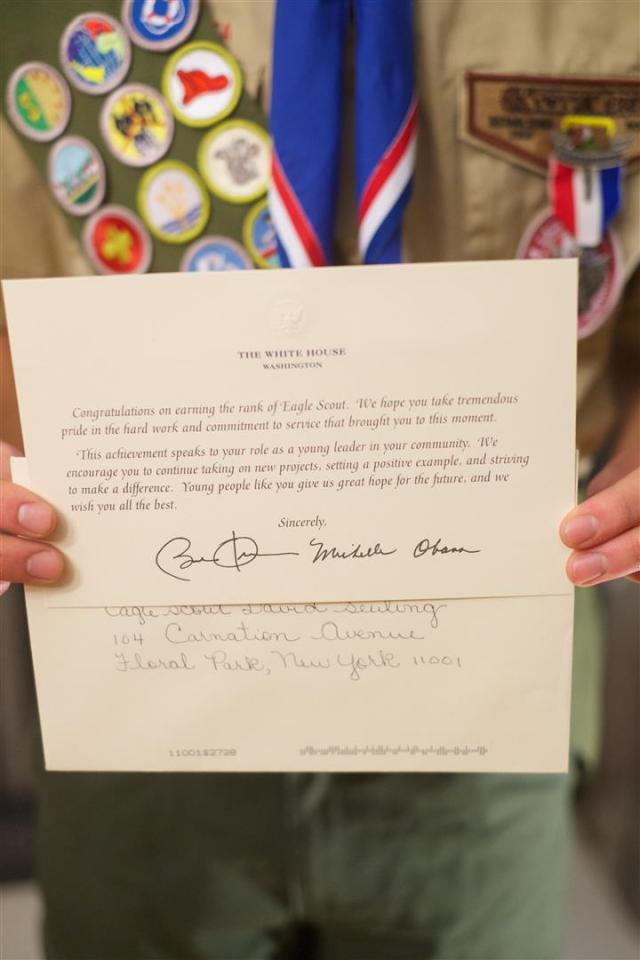 THE WHITE HOUSE
WASHINGTON
Congratulations on earning the rank of Eagle Scout. We hope you take tremendous
pride in the hard work and commitment to service that brought you to this moment.
This achievement speaks to your role as a young leader in your community. We
encourage you to continue taking on new projects, setting a positive example, and striving
to make a difference. Young people like you give us great hope for the future, and we
wish you all the best.
Sincerely,
Michelle Obama
Eagle Scout David
104 Carnation Avenue
Floral Park, New York 11001
1100182728